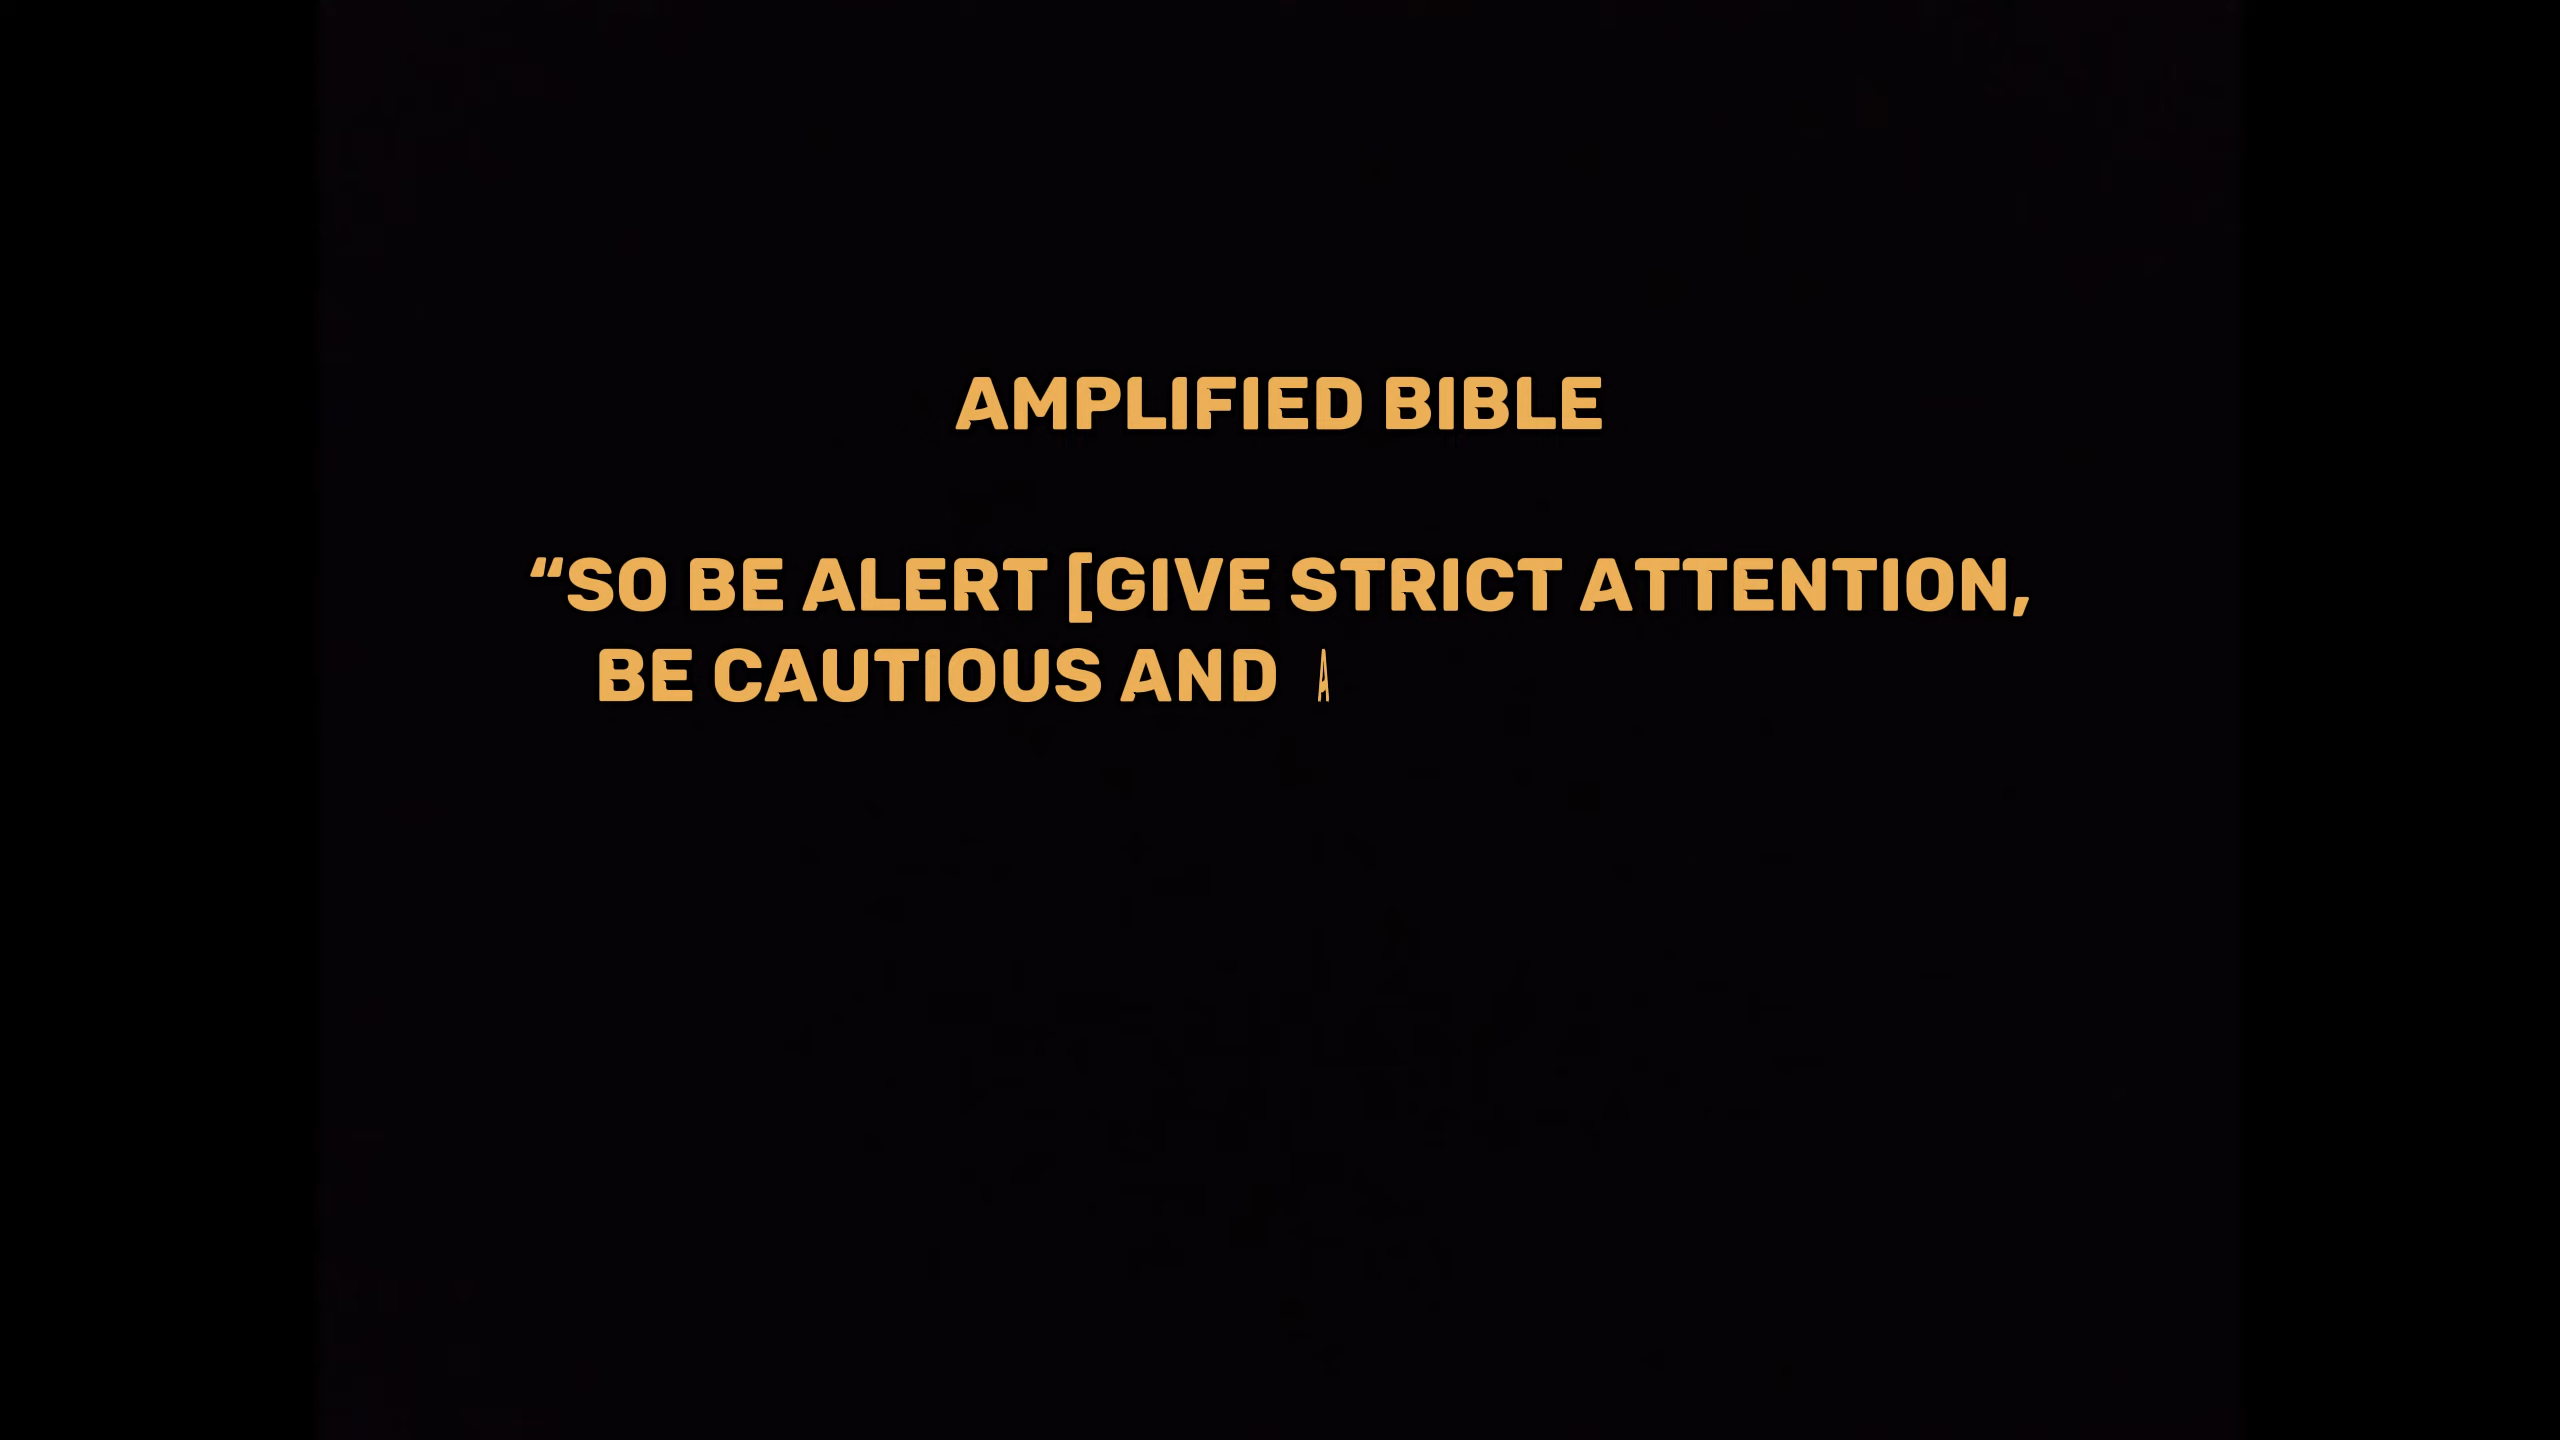 AMPLIFIED BIBLE
“SO BE ALERT [GIVE STRICT ATTENTION,
BE CAUTIOUS AND A